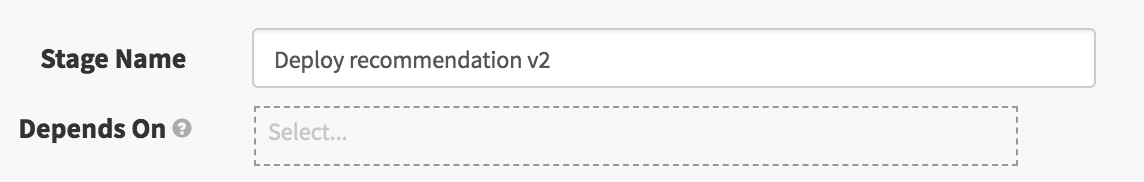 Stage Name
Deploy recommendation v2
Depends On ?
Select...